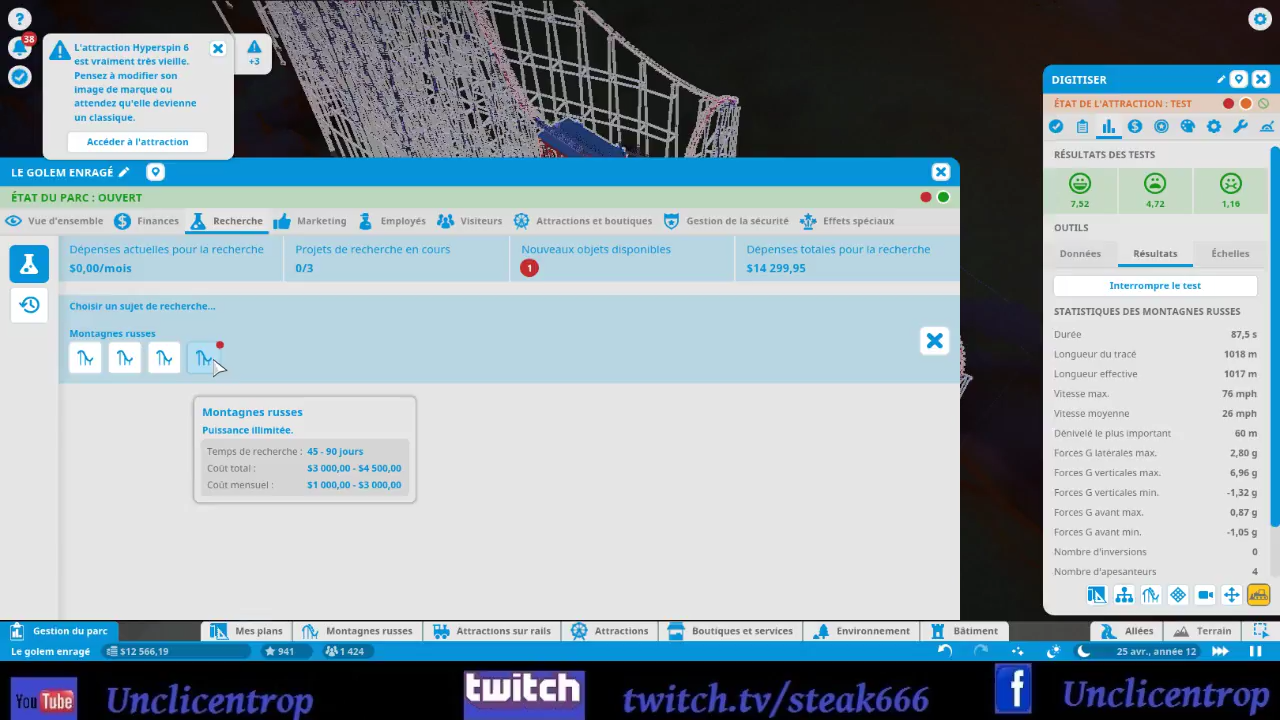 ?
38
L'attraction Hyperspin 6
est vraiment très vieille.
Pensez à modifier son
image de marque ou
attendez qu'elle devienne
un classique.
Accéder à l'attraction
+3
LE GOLEM ENRAGÉ
ÉTAT DU PARC : OUVERT
Vue d'ensemble
Finances
Recherche
Marketing
Employés
Visiteurs
Attractions et boutiques
Gestion de la sécurité
Effets spéciaux
Dépenses actuelles pour la recherche
$0,00/mois
Projets de recherche en cours
0/3
Nouveaux objets disponibles
1
Dépenses totales pour la recherche
$14 299,95
Choisir un sujet de recherche...
Montagnes russes
Montagnes russes
Puissance illimitée.
Temps de recherche : 45 - 90 jours
Coût total : $3 000,00 - $4 500,00
Coût mensuel : $1 000,00 - $3 000,00
DIGITISER
ÉTAT DE L'ATTRACTION : TEST
RÉSULTATS DES TESTS
7,52 4,72 1,16
OUTILS
Données Résultats Échelles
Interrompre le test
STATISTIQUES DES MONTAGNES RUSSES
Durée 87,5 s
Longueur du tracé 1018 m
Longueur effective 1017 m
Vitesse max. 76 mph
Vitesse moyenne 26 mph
Dénivelé le plus important 60 m
Forces G latérales max. 2,80 g
Forces G verticales max. 6,96 g
Forces G verticales min. -1,32 g
Forces G avant max. 0,87 g
Forces G avant min. -1,05 g
Nombre d'inversions 0
Nombre d'apesanteurs 4
Gestion du parc
Mes plans
Montagnes russes
Attractions sur rails
Attractions
Boutiques et services
Environnement
Bâtiment
Allées
Terrain
Le golem enragé
$12 566,19
941
1 424
25 avr., année 12
YouTube
Unclicentrop
twitch
twitch.tv/steak666
f
Unclicentrop